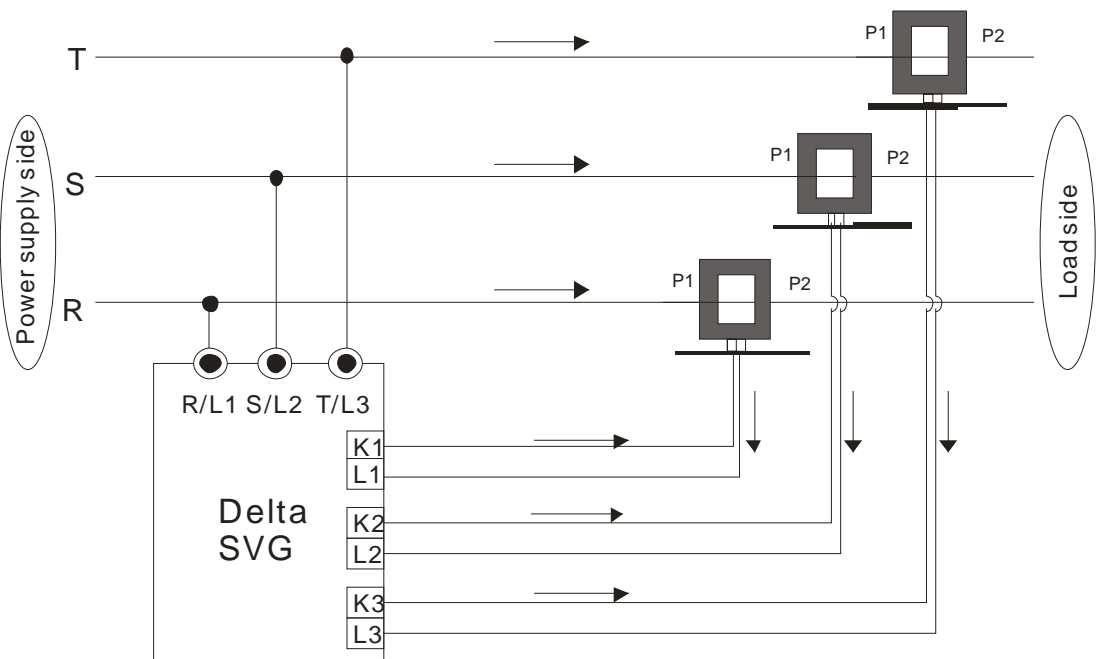 T
P1
P2
Power supply side
S
P1
P2
Load side
R
P1
P2
R/L1 S/L2 T/L3
K1
L1
Delta
SVG
K2
L2
K3
L3